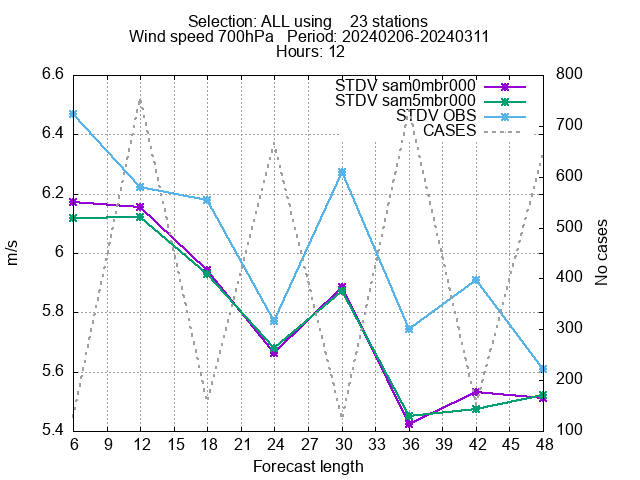 Selection: ALL using    23 stations
Wind speed 700hPa   Period: 20240206-20240311
Hours: 12
STDV sam0mbr000
STDV sam5mbr000
STDV OBS
CASES
6.6
6.4
6.2
6
5.8
5.6
5.4
800
700
600
500
400
300
200
100
m/s
No cases
6 9 12 15 18 21 24 27 30 33 36 39 42 45 48
Forecast length